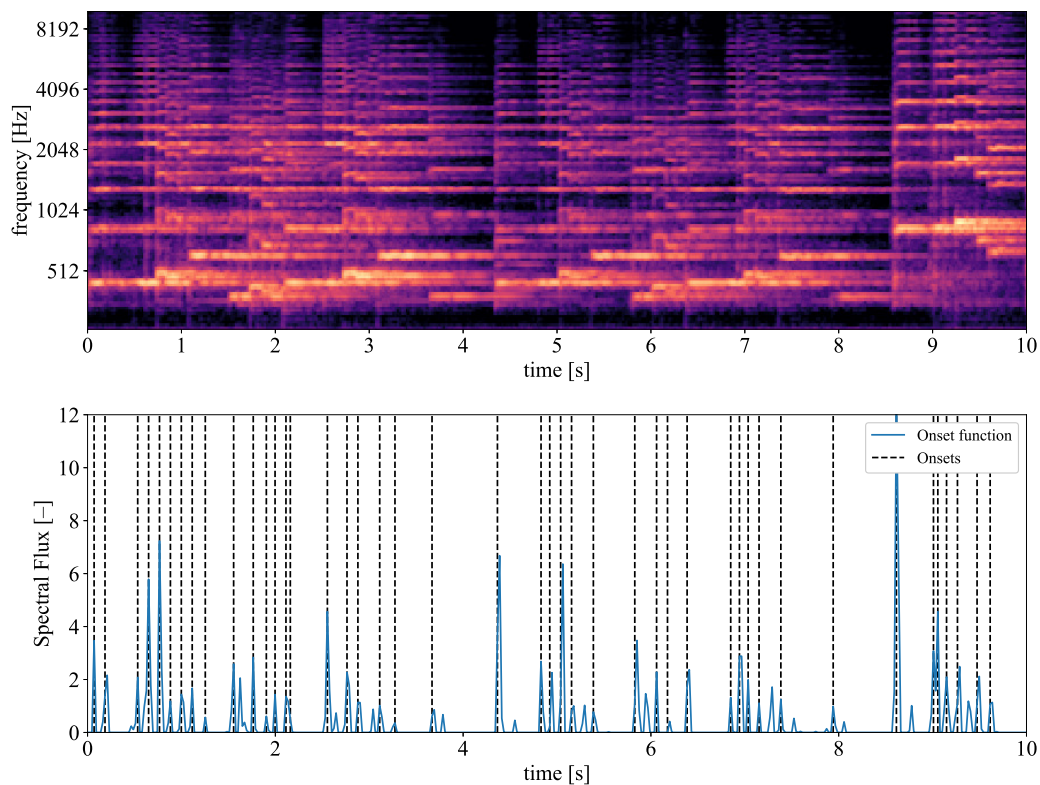 8192
4096
2048
1024
512
frequency [Hz]
0 1 2 3 4 5 6 7 8 9 10
time [s]
12
10
8
6
4
2
0
Spectral Flux [–]
Onset function
Onsets
0 2 4 6 8 10
time [s]